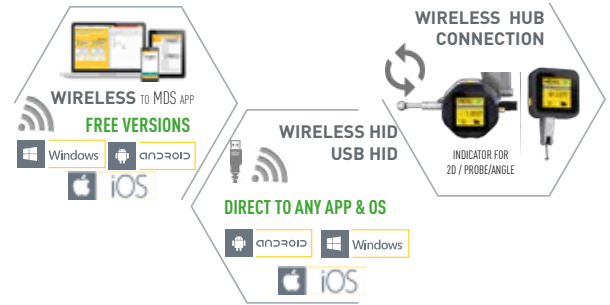 WIRELESS TO MDS APP
FREE VERSIONS
Windows
ANDROID
iOS
WIRELESS HID
USB HID
DIRECT TO ANY APP & OS
ANDROID
Windows
iOS
WIRELESS HUB
CONNECTION
INDICATOR FOR
2D / PROBE/ANGLE